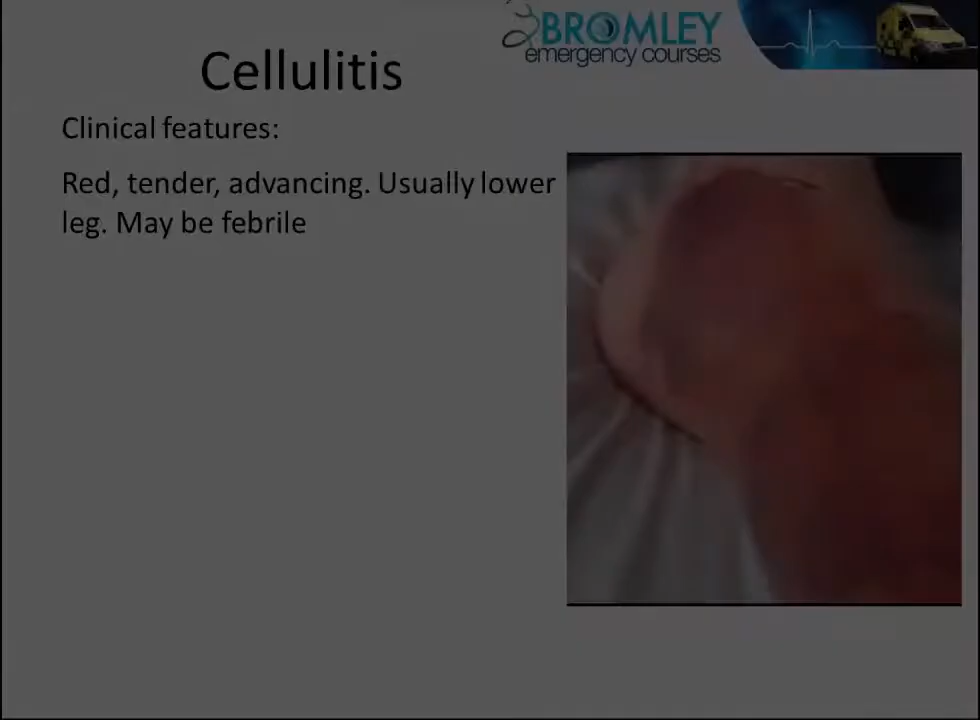 BROMLEY
emergency courses
Cellulitis
Clinical features:
Red, tender, advancing. Usually lower
leg. May be febrile